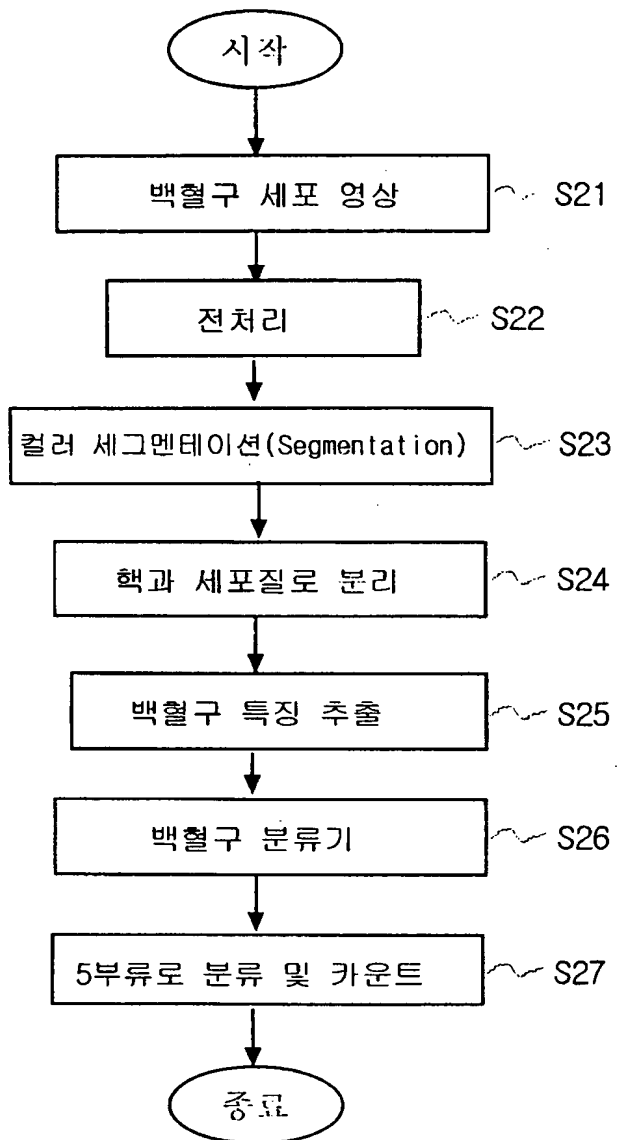 시작
백혈구 세포 영상 S21
전처리 S22
컬러 세그멘테이션(Segmentation) S23
핵과 세포질로 분리 S24
백혈구 특징 추출 S25
백혈구 분류기 S26
5부류로 분류 및 카운트 S27
종료